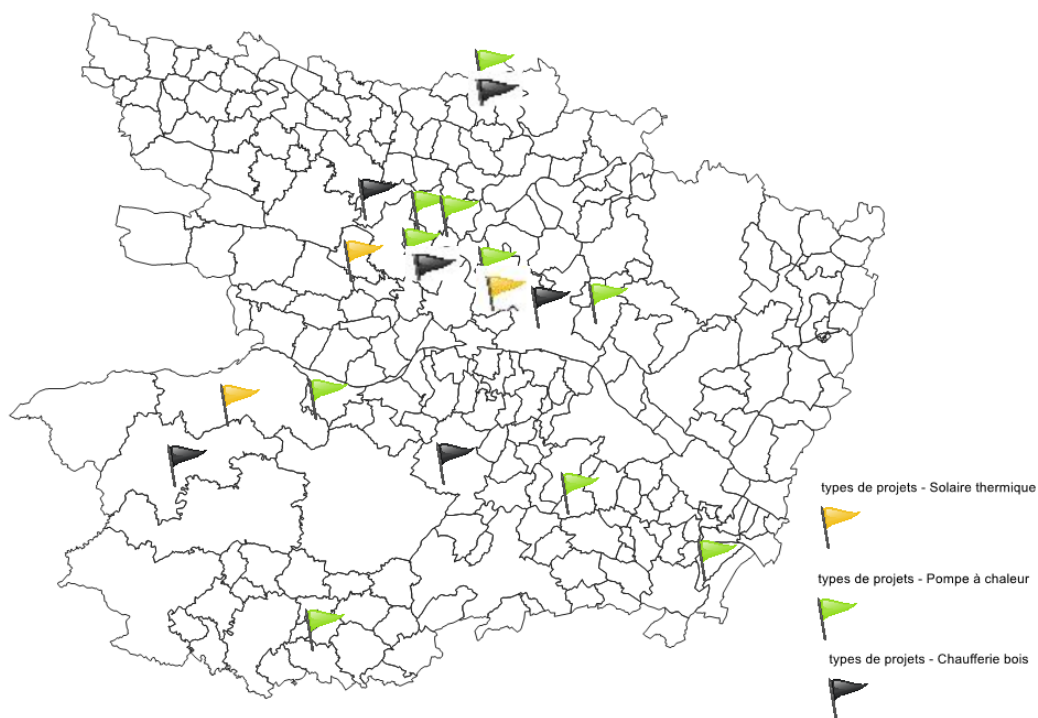 types de projets - Solaire thermique
types de projets - Pompe à chaleur
types de projets - Chaufferie bois